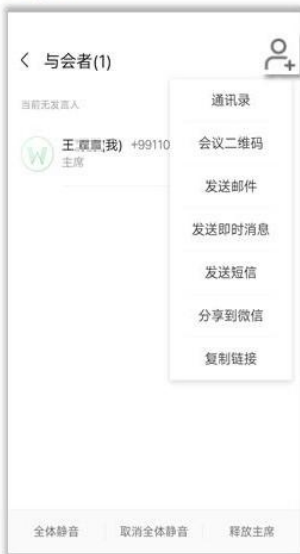 与会者(1)
当前无发言人
W
王 我) +99110
主席
通讯录
会议二维码
发送邮件
发送即时消息
发送短信
分享到微信
复制链接
全体静音 取消全体静音 释放主席